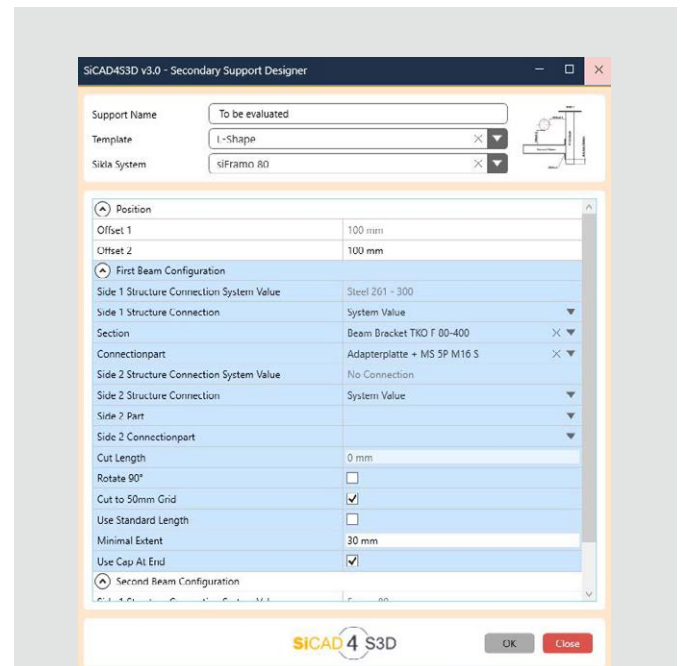 SiCAD4S3D v3.0 - Secondary Support Designer
Support Name To be evaluated
Template L-Shape
Sikla System siFramo 80
Position
Offset 1 100 mm
Offset 2 100 mm
First Beam Configuration
Side 1 Structure Connection System Value Steel 261 - 300
Side 1 Structure Connection System Value
Section Beam Bracket TKO F 80-400
Connectionpart Adapterplatte + MS 5P M16 S
Side 2 Structure Connection System Value No Connection
Side 2 Structure Connection System Value
Side 2 Part
Side 2 Connectionpart
Cut Length 0 mm
Rotate 90°
Cut to 50mm Grid
Use Standard Length
Minimal Extent 30 mm
Use Cap At End
Second Beam Configuration
SiCAD 4 S3D
OK Close